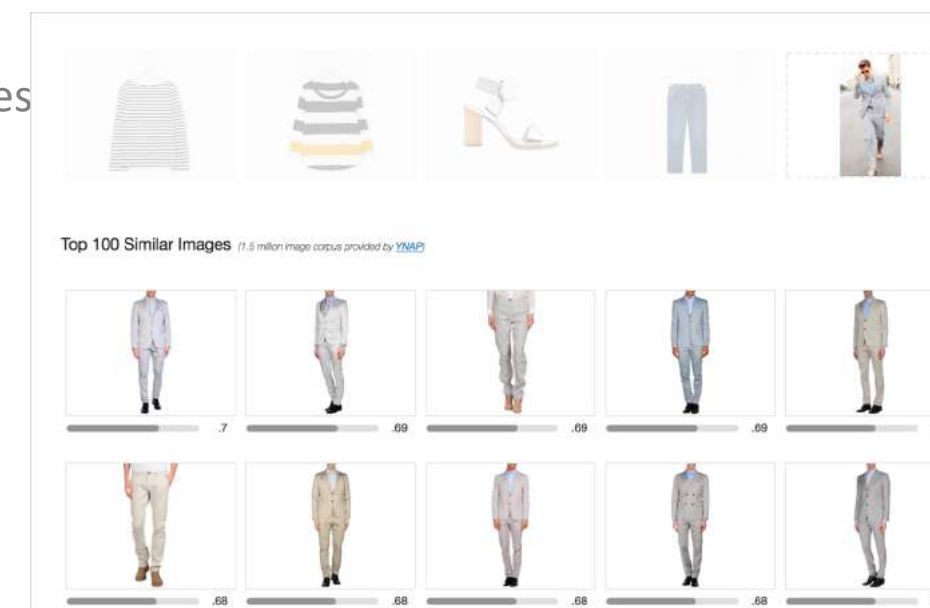 es
Top 100 Similar Images (1.5 million image corpus provided by YNAP)
.7 .69 .69 .69
.68 .68 .68 .68